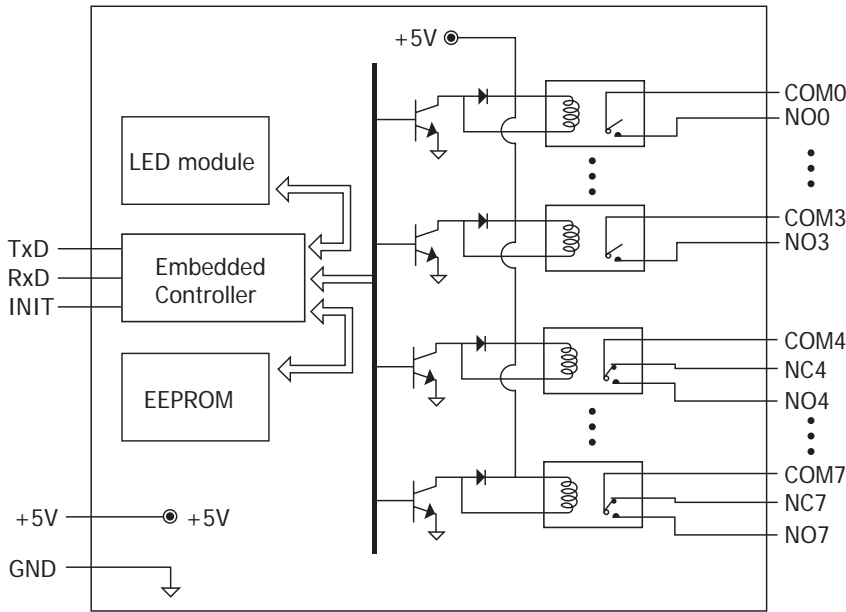 +5V
COM0
NO0
LED module
COM3
NO3
TxD
RxD
INIT
Embedded
Controller
COM4
NC4
NO4
EEPROM
COM7
NC7
NO7
+5V
+5V
GND